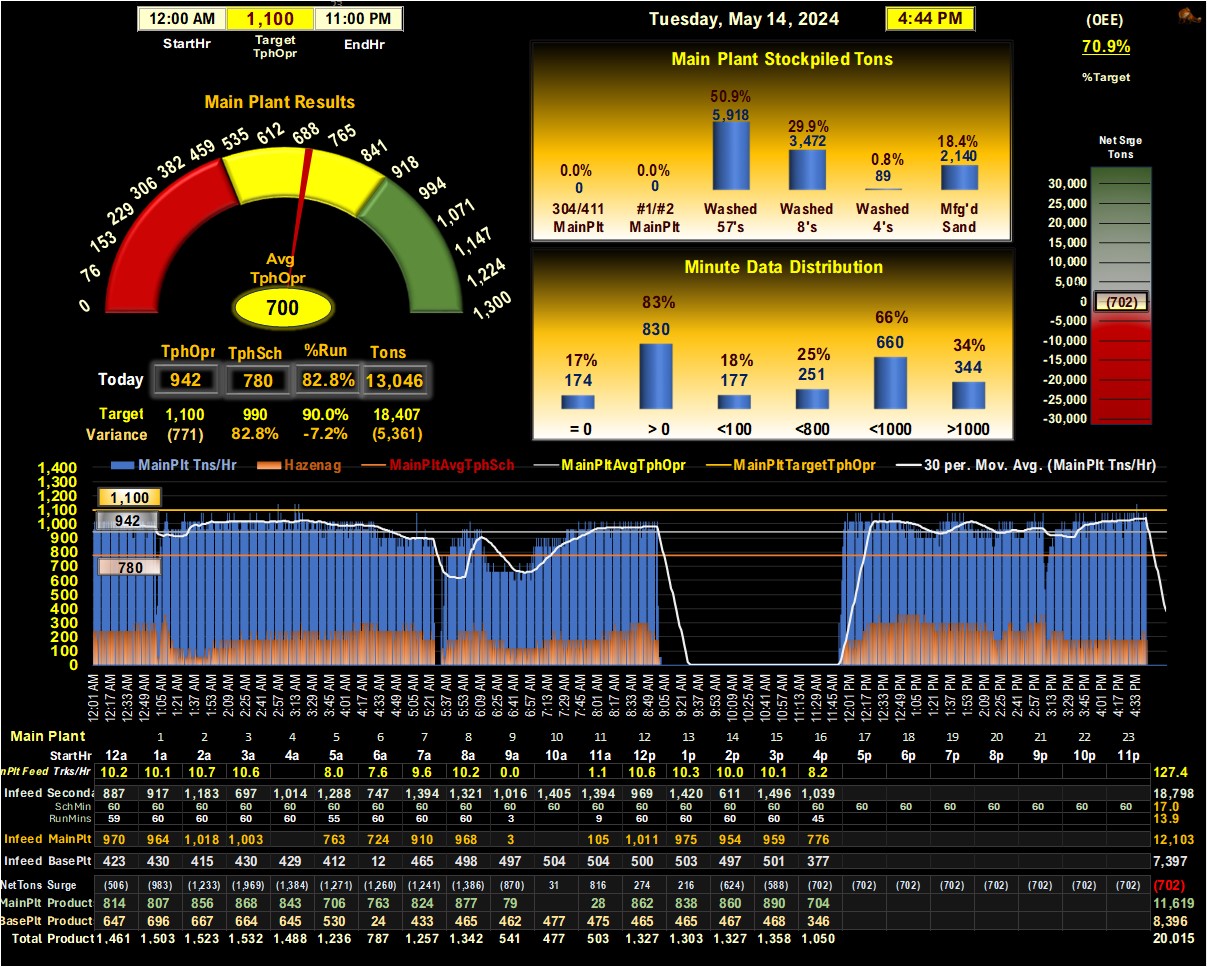 12:00 AM 1,100 11:00 PM
StartHr Target TphOpr EndHr
Tuesday, May 14, 2024 4:44 PM
(OEE)
70.9%
%Target
Main Plant Results
0 76 153 229 306 382 459 535 612 688 765 841 918 994 1,071 1,147 1,224 1,300
Avg
TphOpr
700
TphOpr TphSch %Run Tons
Today 942 780 82.8% 13,046
Target 1,100 990 90.0% 18,407
Variance (771) 82.8% -7.2% (5,361)
Main Plant Stockpiled Tons
0.0% 0.0% 50.9% 29.9% 0.8% 18.4%
0 0 5,918 3,472 89 2,140
304/411 #1/#2 Washed Washed Washed Mfg'd
MainPlt MainPlt 57's 8's 4's Sand
Minute Data Distribution
17% 83% 18% 25% 66% 34%
174 830 177 251 660 344
= 0 > 0 <100 <800 <1000 >1000
Net Srge
Tons
30,000
25,000
20,000
15,000
10,000
5,000
0 (702)
-5,000
-10,000
-15,000
-20,000
-25,000
-30,000
MainPlt Tns/Hr Hazenag MainPltAvgTphSch MainPltAvgTphOpr MainPltTargetTphOpr 30 per. Mov. Avg. (MainPlt Tns/Hr)
1,400
1,300
1,200
1,100
1,000
900
800
700
600
500
400
300
200
100
0
1,100
942
780
12:01 AM 12:17 AM 12:33 AM 12:49 AM 1:05 AM 1:21 AM 1:37 AM 1:53 AM 2:09 AM 2:25 AM 2:41 AM 2:57 AM 3:13 AM 3:29 AM 3:45 AM 4:01 AM 4:17 AM 4:33 AM 4:49 AM 5:05 AM 5:21 AM 5:37 AM 5:53 AM 6:09 AM 6:25 AM 6:41 AM 6:57 AM 7:13 AM 7:29 AM 7:45 AM 8:01 AM 8:17 AM 8:33 AM 8:49 AM 9:05 AM 9:21 AM 9:37 AM 9:53 AM 10:09 AM 10:25 AM 10:41 AM 10:57 AM 11:13 AM 11:29 AM 11:45 AM 12:01 PM 12:17 PM 12:33 PM 12:49 PM 1:05 PM 1:21 PM 1:37 PM 1:53 PM 2:09 PM 2:25 PM 2:41 PM 2:57 PM 3:13 PM 3:29 PM 3:45 PM 4:01 PM 4:17 PM 4:33 PM
Main Plant 1 2 3 4 5 6 7 8 9 10 11 12 13 14 15 16 17 18 19 20 21 22 23
StartHr 12a 1a 2a 3a 4a 5a 6a 7a 8a 9a 10a 11a 12p 1p 2p 3p 4p 5p 6p 7p 8p 9p 10p 11p
nPlt Feed Trks/Hr 10.2 10.1 10.7 10.6 8.0 7.6 9.6 10.2 0.0 1.1 10.6 10.3 10.0 10.1 8.2 127.4
Infeed Seconda 887 917 1,183 697 1,014 1,288 747 1,394 1,321 1,016 1,405 1,394 969 1,420 611 1,496 1,039 18,798
SchMin 60 60 60 60 60 60 60 60 60 60 60 60 60 60 60 60 60 60 60 60 60 60 60 17.0
RunMins 59 60 60 60 55 60 60 60 3 9 60 60 60 60 45 13.9
Infeed MainPlt 970 964 1,018 1,003 763 724 910 968 3 105 1,011 975 954 959 776 12,103
Infeed BasePlt 423 430 415 430 429 412 12 465 498 497 504 504 500 503 497 501 377 7,397
NetTons Surge (506) (983) (1,233) (1,969) (1,384) (1,271) (1,260) (1,241) (1,386) (870) 31 816 274 216 (624) (588) (702) (702) (702) (702) (702) (702) (702) (702) (702)
MainPlt Product 814 807 856 868 843 706 763 824 877 79 28 862 838 860 890 704 11,619
BasePlt Product 647 696 667 664 645 530 24 433 465 462 477 475 465 465 467 468 346 8,396
Total Product 1,461 1,503 1,523 1,532 1,488 1,236 787 1,257 1,342 541 477 503 1,327 1,303 1,327 1,358 1,050 20,015